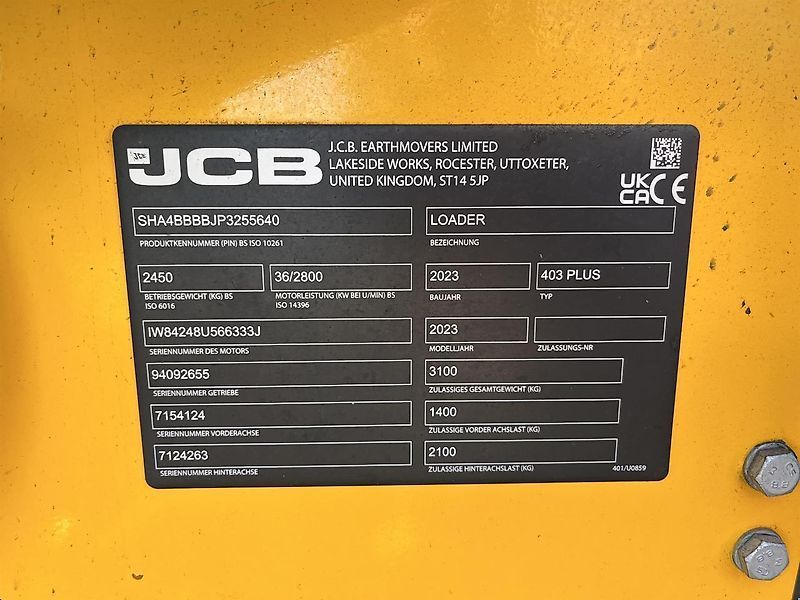 JCB
J.C.B. EARTHMOVERS LIMITED
LAKESIDE WORKS, ROCESTER, UTTOXETER,
UNITED KINGDOM, ST14 5JP
UK
CA CE
SHA4BBBBJP3255640
PRODUKTKENNUMMER (PIN) BS ISO 10261
LOADER
BEZEICHNUNG
2450
BETRIEBSGEWICHT (KG) BS
ISO 6016
36/2800
MOTORLEISTUNG (KW BEI U/MIN) BS
ISO 14396
2023
BAUJAHR
403 PLUS
TYP
IW84248U566333J
SERIENNUMMER DES MOTORS
2023
MODELLJAHR
ZULASSUNGS-NR
94092655
SERIENNUMMER GETRIEBE
3100
ZULASSIGES GESAMTGEWICHT (KG)
7154124
SERIENNUMMER VORDERACHSE
1400
ZULASSIGE VORDER ACHSLAST (KG)
7124263
SERIENNUMMER HINTERACHSE
2100
ZULASSIGE HINTERACHSLAST (KG)
401/U0859